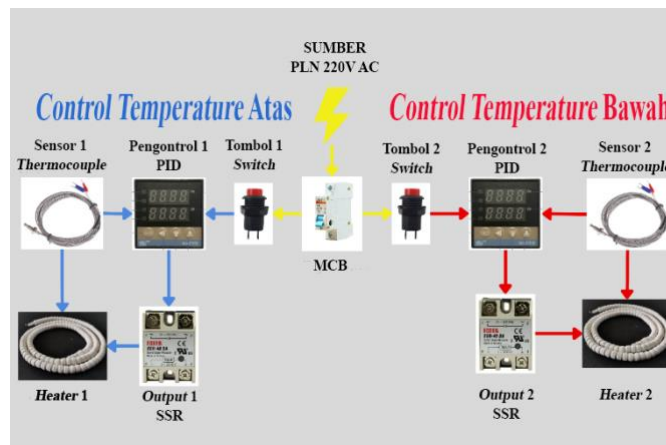 SUMBER
PLN 220V AC
Control Temperature Atas
Control Temperature Bawah
Sensor 1
Thermocouple
Pengontrol 1
PID
Tombol 1
Switch
Tombol 2
Switch
Pengontrol 2
PID
Sensor 2
Thermocouple
MCB
Heater 1
Output 1
SSR
Output 2
SSR
Heater 2